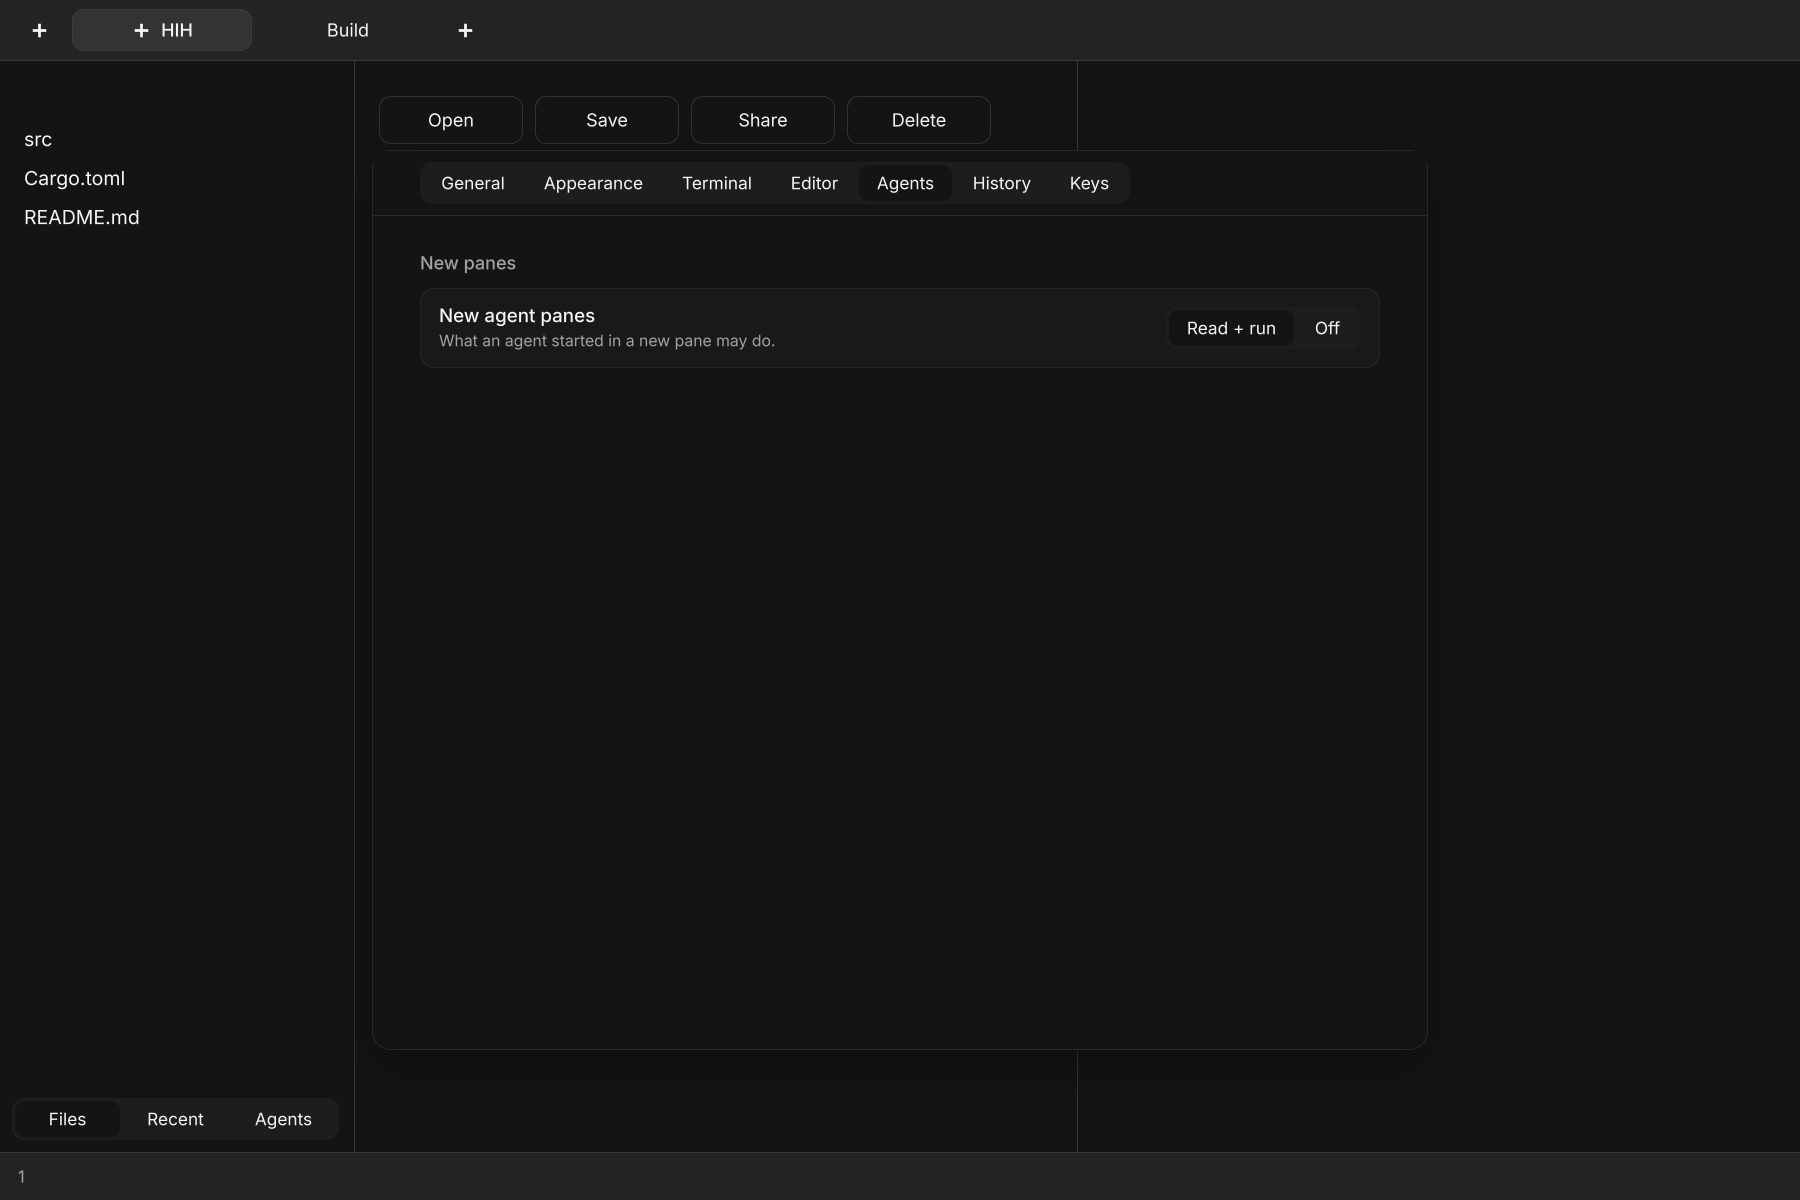 + + HIH Build +
src
Cargo.toml
README.md
Open Save Share Delete
General Appearance Terminal Editor Agents History Keys
New panes
New agent panes
What an agent started in a new pane may do.
Read + run Off
Files Recent Agents
1